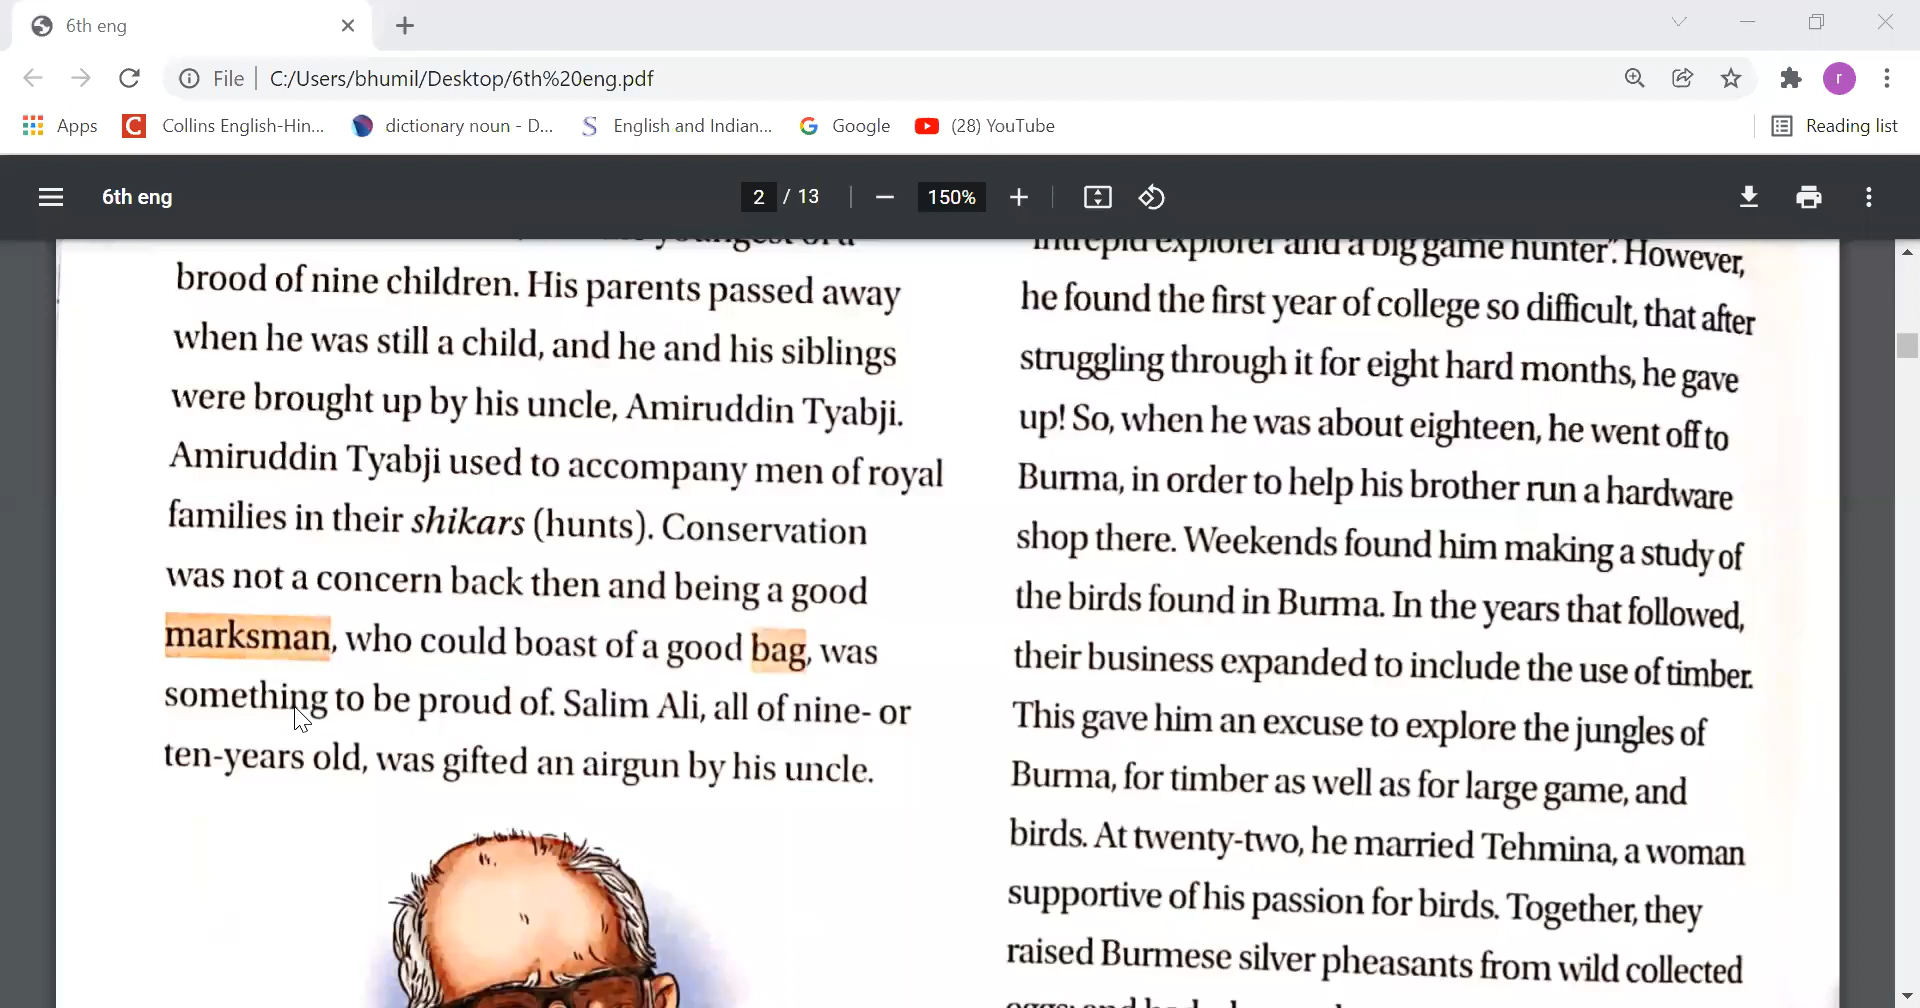 6th eng
File
C:/Users/bhumil/Desktop/6th%20eng.pdf
r
Apps
Collins English-Hin...
dictionary noun - D...
English and Indian...
Google
(28) YouTube
Reading list
6th eng
2 / 13
150%
youngest of a
brood of nine children. His parents passed away
when he was still a child, and he and his siblings
were brought up by his uncle, Amiruddin Tyabji.
Amiruddin Tyabji used to accompany men of royal
families in their shikars (hunts). Conservation
was not a concern back then and being a good
marksman, who could boast of a good bag, was
something to be proud of. Salim Ali, all of nine- or
ten-years old, was gifted an airgun by his uncle.
intrepid explorer and a big game hunter". However,
he found the first year of college so difficult, that after
struggling through it for eight hard months, he gave
up! So, when he was about eighteen, he went off to
Burma, in order to help his brother run a hardware
shop there. Weekends found him making a study of
the birds found in Burma. In the years that followed,
their business expanded to include the use of timber.
This gave him an excuse to explore the jungles of
Burma, for timber as well as for large game, and
birds. At twenty-two, he married Tehmina, a woman
supportive of his passion for birds. Together, they
raised Burmese silver pheasants from wild collected